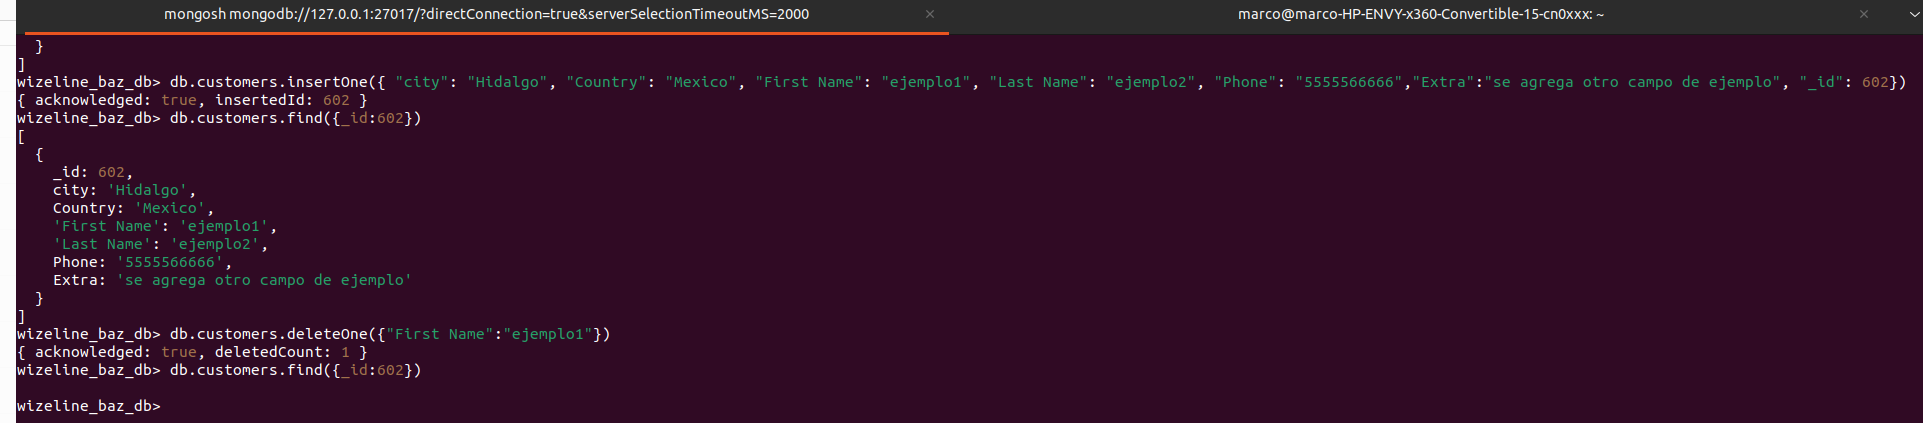 mongosh mongodb://127.0.0.1:27017/?directConnection=true&serverSelectionTimeoutMS=2000
marco@marco-HP-ENVY-x360-Convertible-15-cn0xxx: ~
  }
]
wizeline_baz_db> db.customers.insertOne({ "city": "Hidalgo", "Country": "Mexico", "First Name": "ejemplo1", "Last Name": "ejemplo2", "Phone": "5555566666","Extra":"se agrega otro campo de ejemplo", "_id": 602})
{ acknowledged: true, insertedId: 602 }
wizeline_baz_db> db.customers.find({_id:602})
[
  {
    _id: 602,
    city: 'Hidalgo',
    Country: 'Mexico',
    'First Name': 'ejemplo1',
    'Last Name': 'ejemplo2',
    Phone: '5555566666',
    Extra: 'se agrega otro campo de ejemplo'
  }
]
wizeline_baz_db> db.customers.deleteOne({"First Name":"ejemplo1"})
{ acknowledged: true, deletedCount: 1 }
wizeline_baz_db> db.customers.find({_id:602})
wizeline_baz_db>